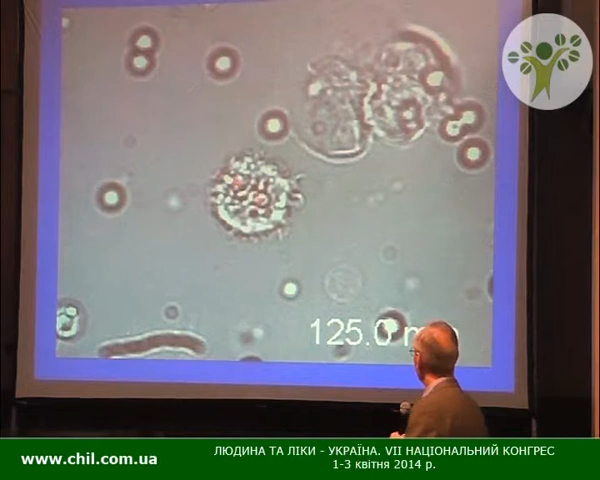 125.0
www.chil.com.ua
ЛЮДИНА ТА ЛІКИ - УКРАЇНА. VII НАЦІОНАЛЬНИЙ КОНГРЕС
1-3 квітня 2014 р.